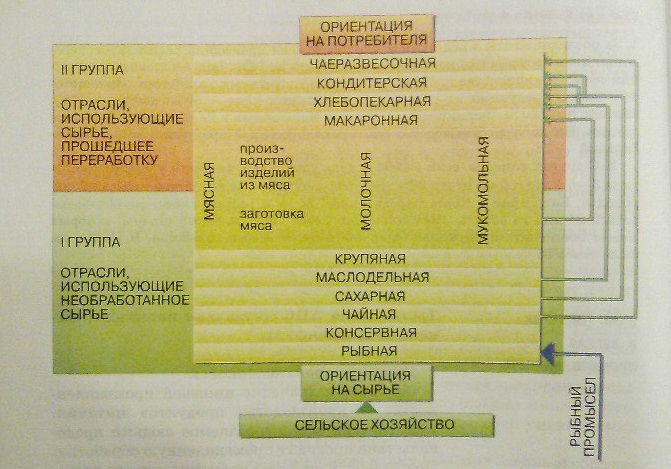 ОРИЕНТАЦИЯ
НА ПОТРЕБИТЕЛЯ
II ГРУППА
ОТРАСЛИ,
ИСПОЛЬЗУЮЩИЕ
СЫРЬЕ,
ПРОШЕДШЕЕ
ПЕРЕРАБОТКУ
ЧАЕРАЗВЕСОЧНАЯ
КОНДИТЕРСКАЯ
ХЛЕБОПЕКАРНАЯ
МАКАРОННАЯ
МЯСНАЯ
произ-
водство
изделий
из мяса
заготовка
мяса
МОЛОЧНАЯ
МУКОМОЛЬНАЯ
I ГРУППА
ОТРАСЛИ,
ИСПОЛЬЗУЮЩИЕ
НЕОБРАБОТАННОЕ
СЫРЬЕ
КРУПЯНАЯ
МАСЛОДЕЛЬНАЯ
САХАРНАЯ
ЧАЙНАЯ
КОНСЕРВНАЯ
РЫБНАЯ
ОРИЕНТАЦИЯ
НА СЫРЬЕ
СЕЛЬСКОЕ ХОЗЯЙСТВО
РЫБНЫЙ
ПРОМЫСЕЛ